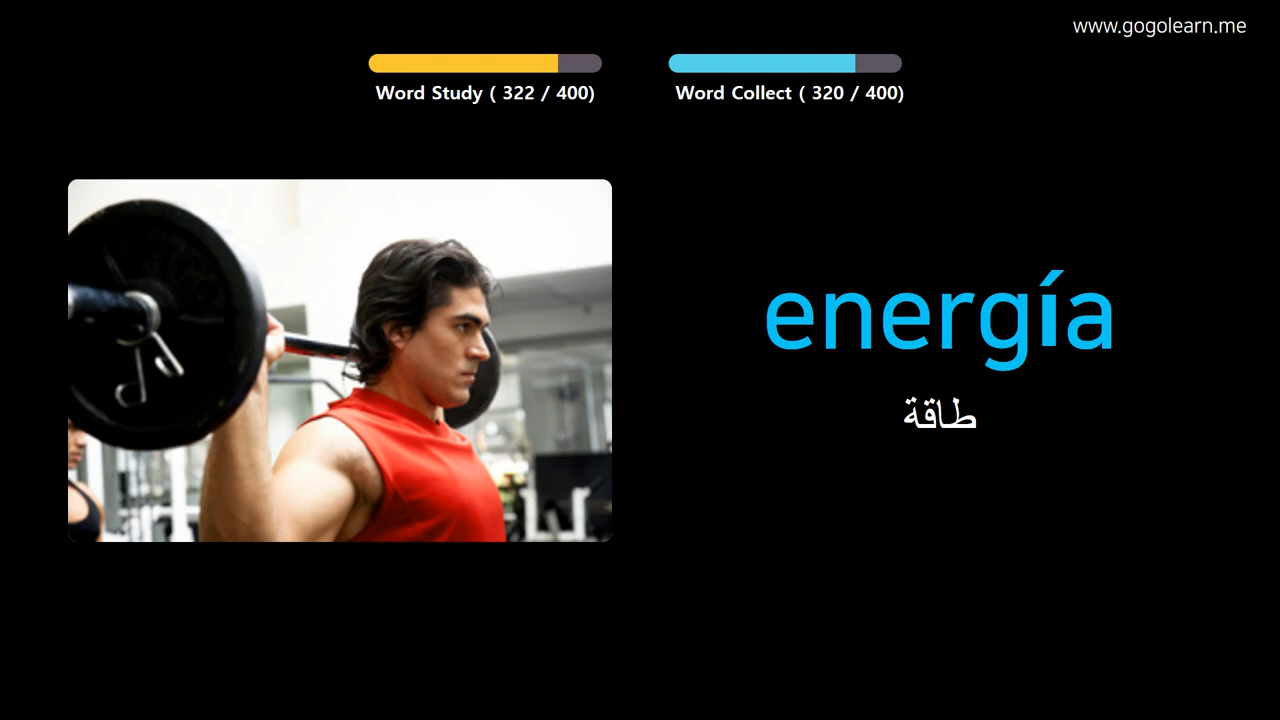 www.gogolearn.me
Word Study ( 322 / 400)
Word Collect ( 320 / 400)
energía
طاقة